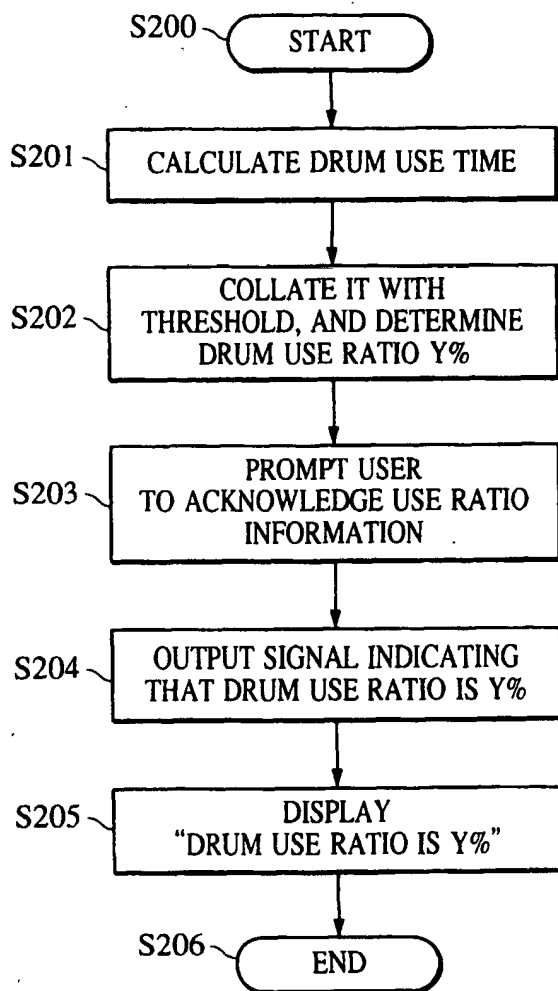 S200
START
S201
CALCULATE DRUM USE TIME
S202
COLLATE IT WITH
THRESHOLD, AND DETERMINE
DRUM USE RATIO Y%
S203
PROMPT USER
TO ACKNOWLEDGE USE RATIO
INFORMATION
S204
OUTPUT SIGNAL INDICATING
THAT DRUM USE RATIO IS Y%
S205
DISPLAY
“DRUM USE RATIO IS Y%”
S206
END